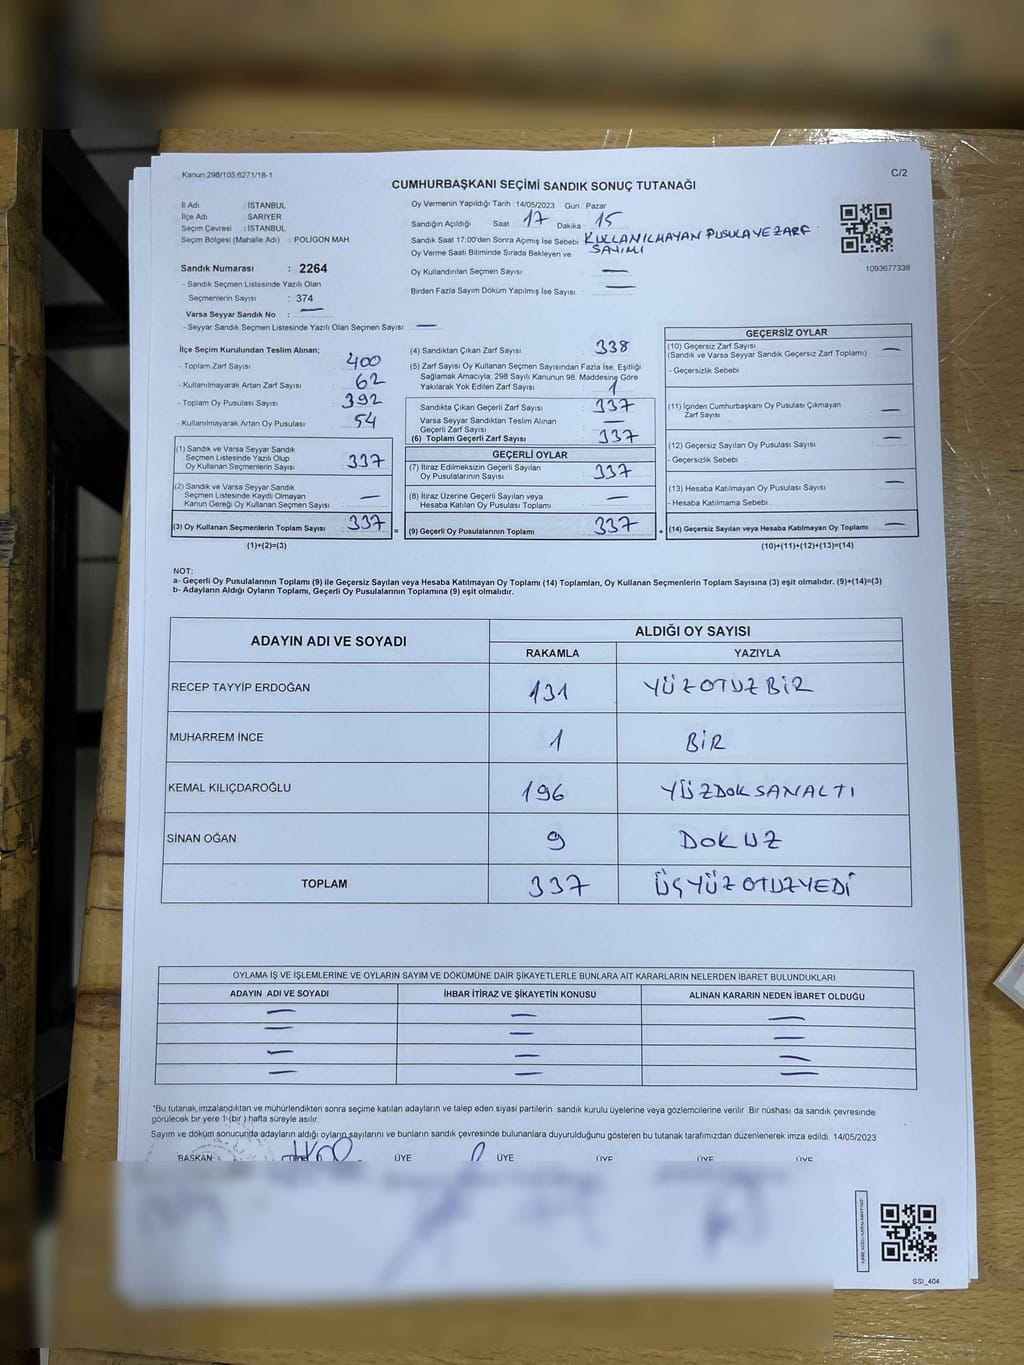 Kanun:298/105,6271/18-1
C/2
CUMHURBAŞKANI SEÇİMİ SANDIK SONUÇ TUTANAĞI
İl Adı : İSTANBUL
İlçe Adı : SARIYER
Seçim Çevresi : İSTANBUL
Seçim Bölgesi (Mahalle Adı) : POLİGON MAH.
Sandık Numarası : 2264
- Sandık Seçmen Listesinde Yazılı Olan
Seçmenlerin Sayısı : 374
Varsa Seyyar Sandık No : —
- Seyyar Sandık Seçmen Listesinde Yazılı Olan Seçmen Sayısı : —
Oy Vermenin Yapıldığı Tarih : 14/05/2023 Gün : Pazar
Sandığın Açıldığı Saat : 17 Dakika : 15
Sandık Saat 17:00'den Sonra Açımış İse Sebebi : KULLANILMAYAN PUSULA VE ZARF
SAYIMI
Oy Verme Saati Bitiminde Sırada Bekleyen ve
Oy Kullandırılan Seçmen Sayısı : —
Birden Fazla Sayım Döküm Yapılmış İse Sayısı : —
1093677338
İlçe Seçim Kurulundan Teslim Alınan;
- Toplam Zarf Sayısı : 400
- Kullanılmayarak Artan Zarf Sayısı : 62
- Toplam Oy Pusulası Sayısı : 392
- Kullanılmayarak Artan Oy Pusulası : 54
(1) Sandık ve Varsa Seyyar Sandık
Seçmen Listesinde Yazılı Olup
Oy Kullanan Seçmenlerin Sayısı : 337
(2) Sandık ve Varsa Seyyar Sandık
Seçmen Listesinde Kayıtlı Olmayan
Kanun Gereği Oy Kullanan Seçmen Sayısı : —
(3) Oy Kullanan Seçmenlerin Toplam Sayısı : 337
(1)+(2)=(3)
(4) Sandıktan Çıkan Zarf Sayısı : 338
(5) Zarf Sayısı Oy Kullanan Seçmen Sayısından Fazla İse, Eşitliği
Sağlamak Amacıyla; 298 Sayılı Kanunun 98. Maddesine Göre
Yakılarak Yok Edilen Zarf Sayısı : 1
Sandıkta Çıkan Geçerli Zarf Sayısı : 337
Varsa Seyyar Sandıktan Teslim Alınan
Geçerli Zarf Sayısı : —
(6) Toplam Geçerli Zarf Sayısı : 337
GEÇERLİ OYLAR
(7) İtiraz Edilmeksizin Geçerli Sayılan
Oy Pusulalarının Sayısı : 337
(8) İtiraz Üzerine Geçerli Sayılan veya
Hesaba Katılan Oy Pusulası Toplamı : —
= (9) Geçerli Oy Pusulalarının Toplamı : 337
GEÇERSİZ OYLAR
(10) Geçersiz Zarf Sayısı
(Sandık ve Varsa Seyyar Sandık Geçersiz Zarf Toplamı) : —
- Geçersizlik Sebebi :
(11) İçinden Cumhurbaşkanı Oy Pusulası Çıkmayan
Zarf Sayısı : —
(12) Geçersiz Sayılan Oy Pusulası Sayısı : —
- Geçersizlik Sebebi :
(13) Hesaba Katılmayan Oy Pusulası Sayısı : —
- Hesaba Katılmama Sebebi :
+ (14) Geçersiz Sayılan veya Hesaba Katılmayan Oy Toplamı : —
(10)+(11)+(12)+(13)=(14)
NOT:
a- Geçerli Oy Pusulalarının Toplamı (9) ile Geçersiz Sayılan veya Hesaba Katılmayan Oy Toplamı (14) Toplamları, Oy Kullanan Seçmenlerin Toplam Sayısına (3) eşit olmalıdır. (9)+(14)=(3)
b- Adayların Aldığı Oyların Toplamı, Geçerli Oy Pusulalarının Toplamına (9) eşit olmalıdır.
ADAYIN ADI VE SOYADI ALDIĞI OY SAYISI
RAKAMLA YAZIYLA
RECEP TAYYİP ERDOĞAN 131 YÜZOTUZBİR
MUHARREM İNCE 1 BİR
KEMAL KILIÇDAROĞLU 196 YÜZDOKSANALTI
SİNAN OĞAN 9 DOKUZ
TOPLAM 337 ÜÇYÜZOTUZYEDİ
OYLAMA İŞ VE İŞLEMLERİNE VE OYLARIN SAYIM VE DÖKÜMÜNE DAİR ŞİKAYETLERLE BUNLARA AİT KARARLARIN NELERDEN İBARET BULUNDUKLARI
ADAYIN ADI VE SOYADI İHBAR İTİRAZ VE ŞİKAYETİN KONUSU ALINAN KARARIN NEDEN İBARET OLDUĞU
— — —
— — —
— — —
— — —
*Bu tutanak,imzalandıktan ve mühürlendikten sonra seçime katılan adayların ve talep eden siyasi partilerin sandık kurulu üyelerine veya gözlemcilerine verilir. Bir nüshası da sandık çevresinde
görülecek bir yere 1 (bir ) hafta süreyle asılır.
Sayım ve döküm sonucunda adayların aldığı oyların sayılarını ve bunların sandık çevresinde bulunanlara duyurulduğunu gösteren bu tutanak tarafımızdan düzenlenerek imza edildi. 14/05/2023
BAŞKAN ÜYE ÜYE ÜYE ÜYE ÜYE
SSI_404